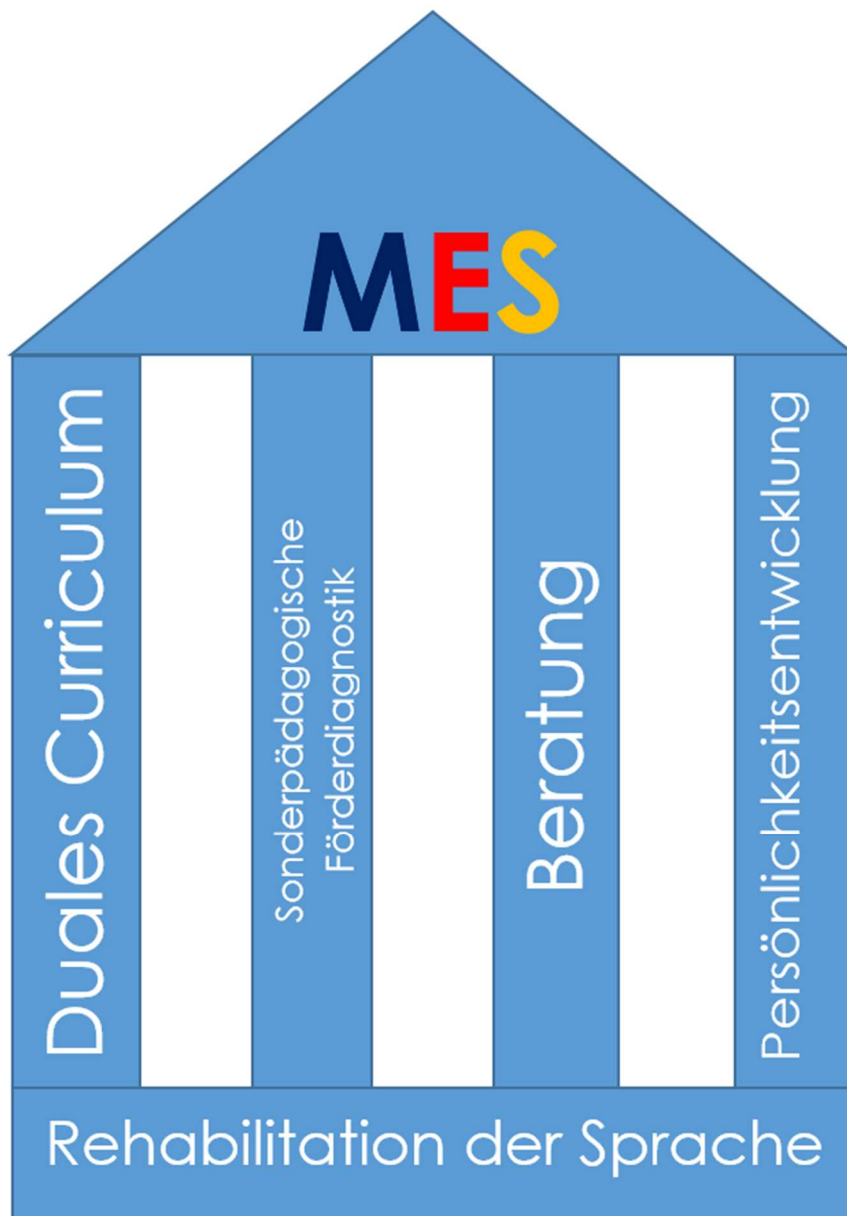 MES
Duales Curriculum
Sonderpädagogische
Förderdiagnostik
Beratung
Persönlichkeitsentwicklung
Rehabilitation der Sprache